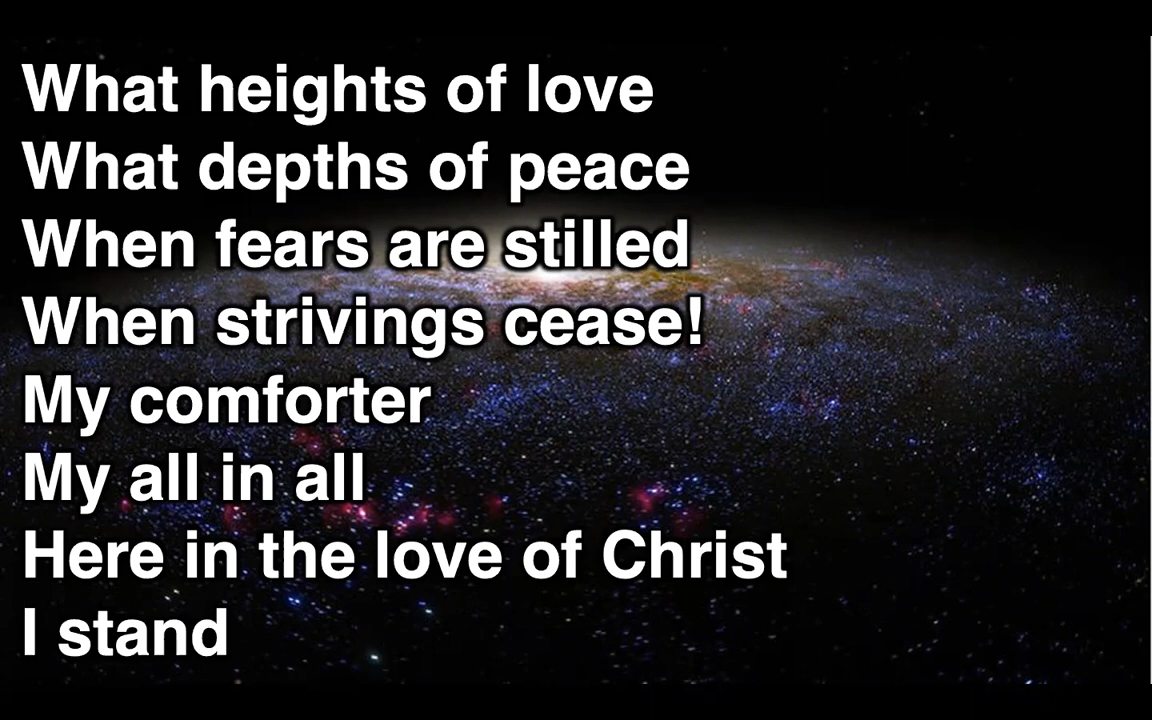 What heights of love
What depths of peace
When fears are stilled
When strivings cease!
My comforter
My all in all
Here in the love of Christ
I stand